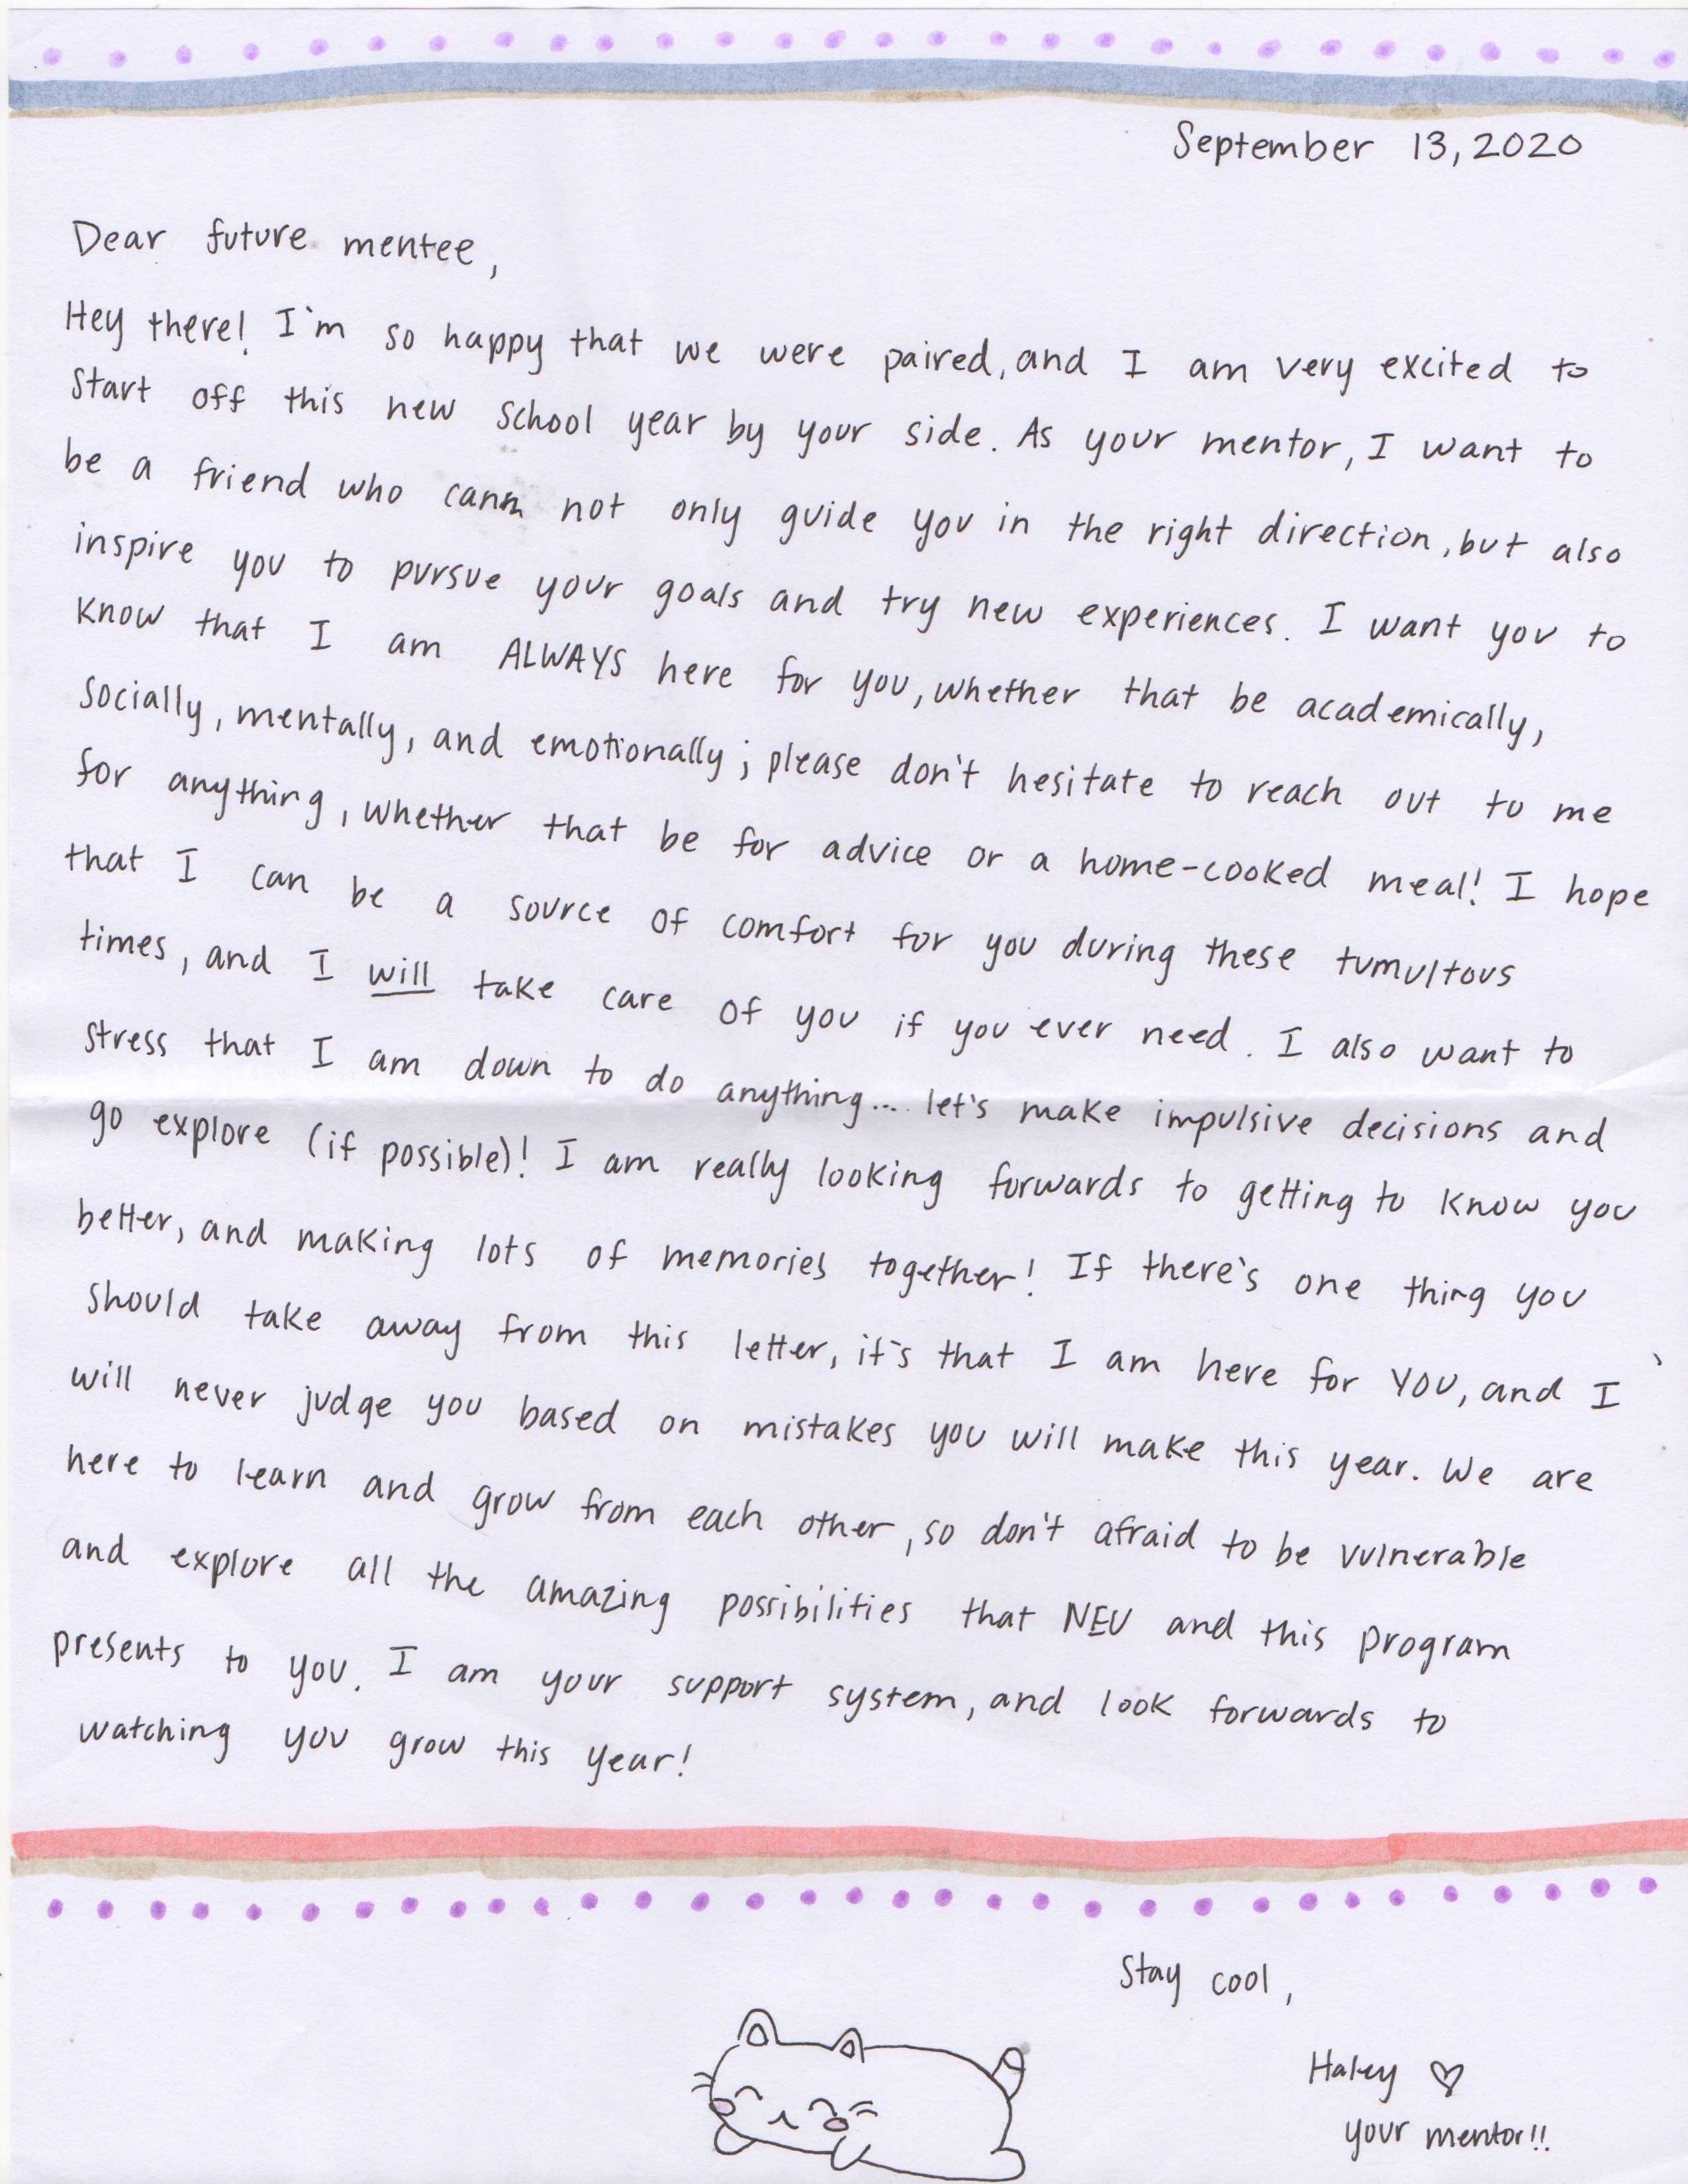 September 13, 2020
Dear future mentee,
Hey there! I'm so happy that we were paired, and I am very excited to
start off this new school year by your side. As your mentor, I want to
be a friend who cann not only guide you in the right direction, but also
inspire you to pursue your goals and try new experiences. I want you to
know that I am ALWAYS here for you, whether that be academically,
socially, mentally, and emotionally; please don't hesitate to reach out to me
for anything, whether that be for advice or a home-cooked meal! I hope
that I can be a source of comfort for you during these tumultous
times, and I will take care of you if you ever need. I also want to
stress that I am down to do anything... let's make impulsive decisions and
go explore (if possible)! I am really looking forwards to getting to know you
better, and making lots of memories together! If there's one thing you
should take away from this letter, it's that I am here for YOU, and I
will never judge you based on mistakes you will make this year. We are
here to learn and grow from each other, so don't afraid to be vulnerable
and explore all the amazing possibilities that NEU and this program
presents to you. I am your support system, and look forwards to
watching you grow this year!
Stay cool,
Haley ♡
your mentor!!